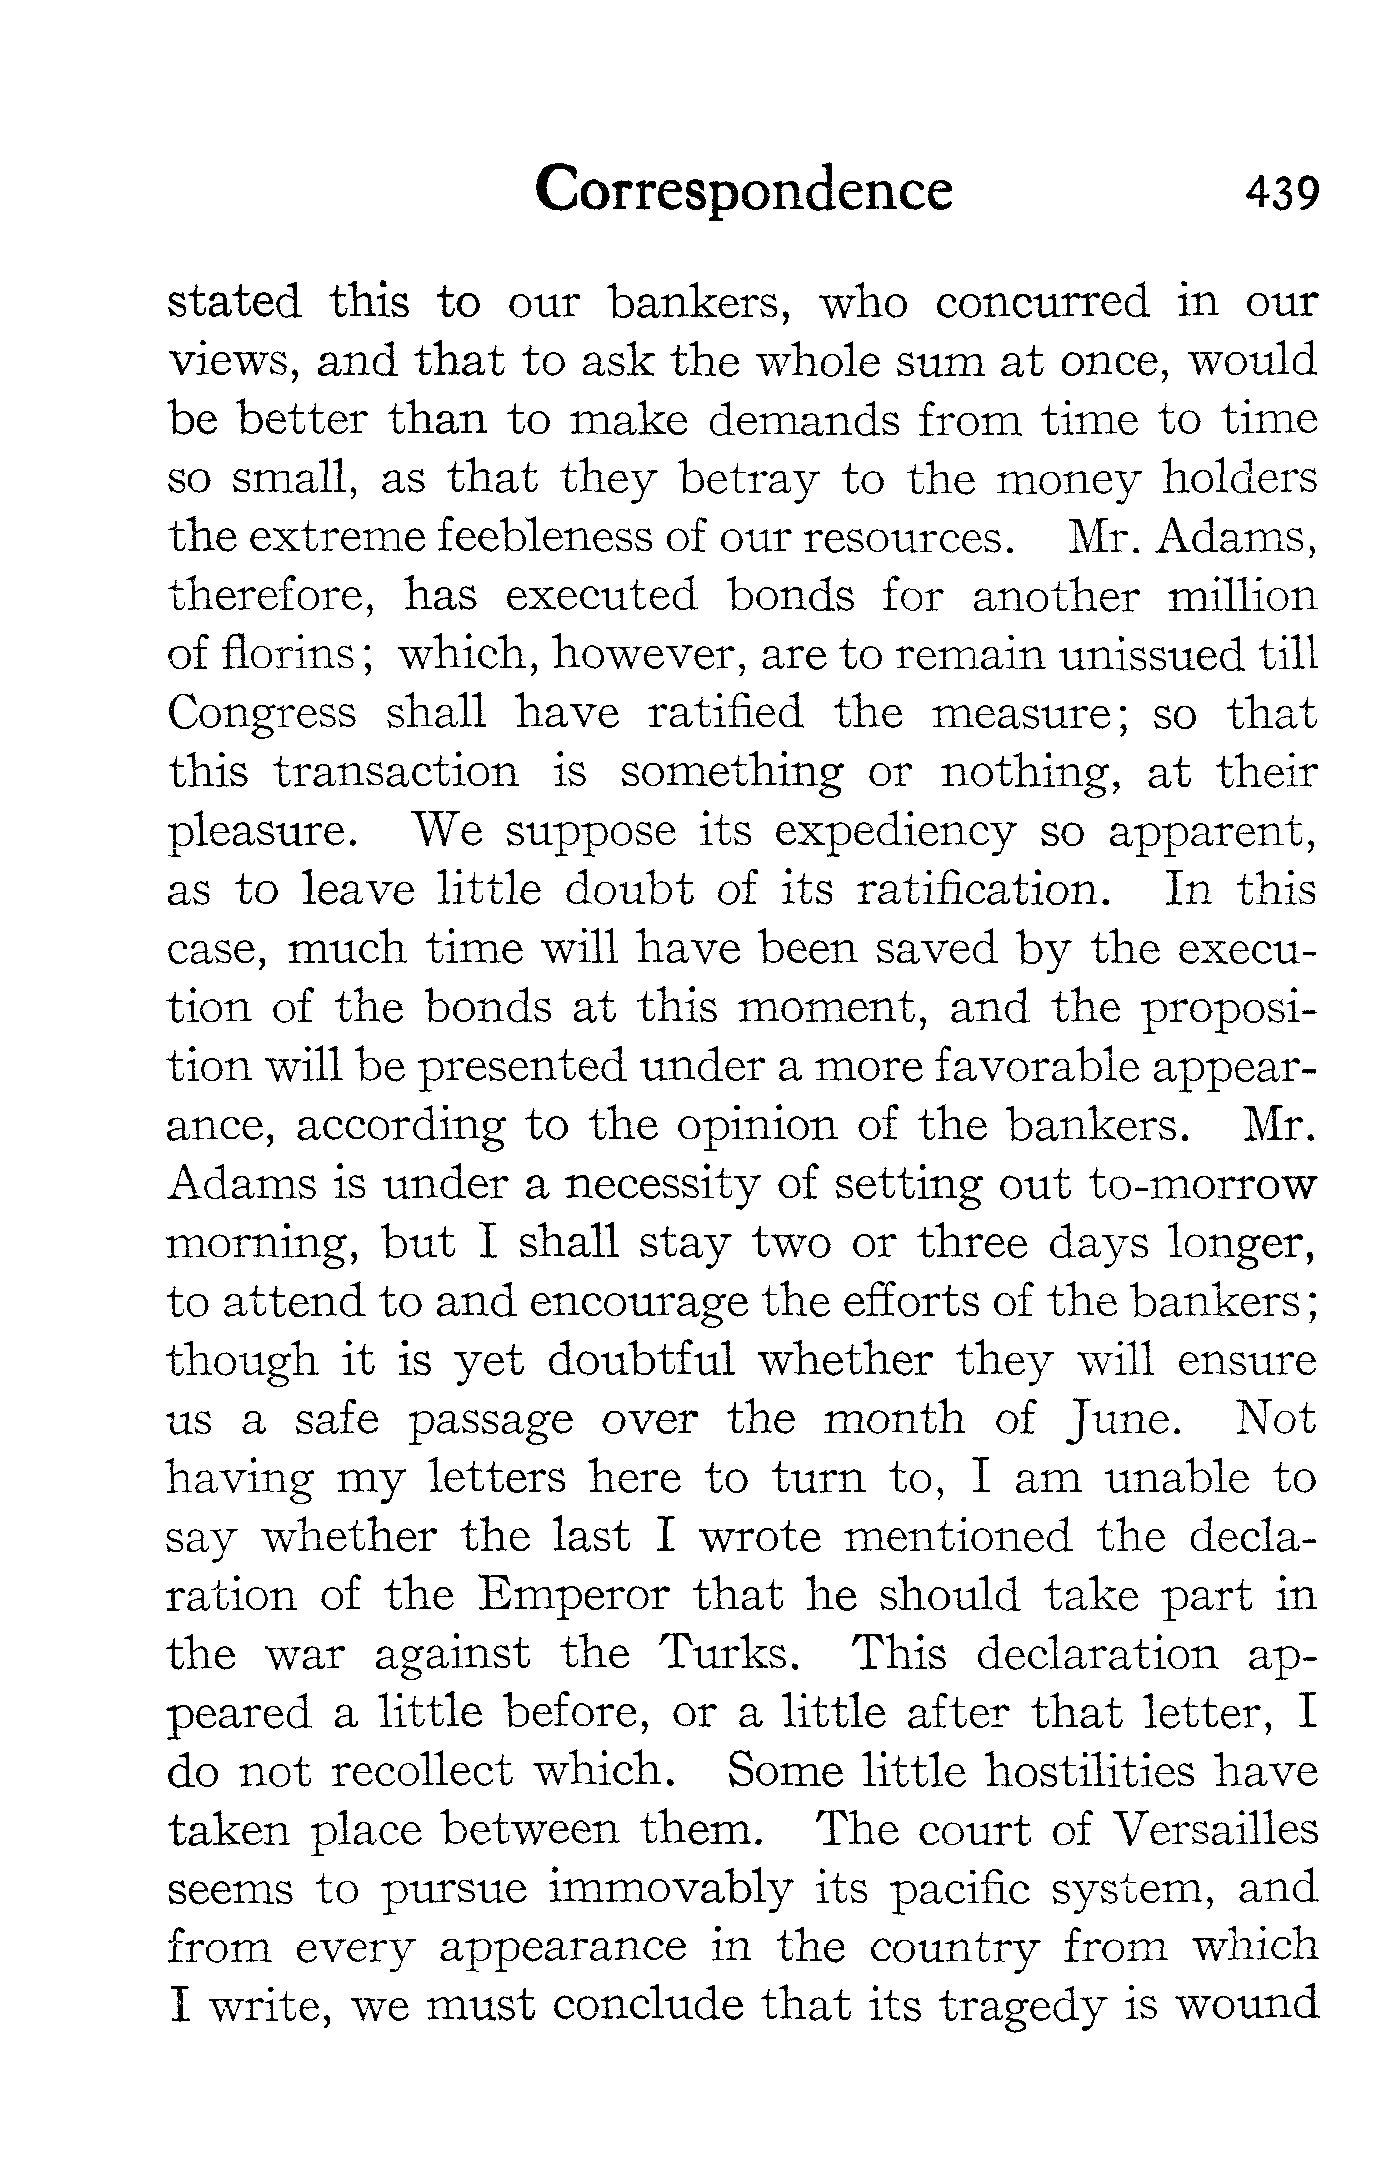 Correspondence 439
stated this to our bankers, who concurred in our
views, and that to ask the whole sum at once, would
be better than to make demands from time to time
so small, as that they betray to the money holders
the extreme feebleness of our resources. Mr. Adams,
therefore, has executed bonds for another million
of florins; which, however, are to remain unissued till
Congress shall have ratified the measure; so that
this transaction is something or nothing, at their
pleasure. We suppose its expediency so apparent,
as to leave little doubt of its ratification. In this
case, much time will have been saved by the execu-
tion of the bonds at this moment, and the proposi-
tion will be presented under a more favorable appear-
ance, according to the opinion of the bankers. Mr.
Adams is under a necessity of setting out to-morrow
morning, but I shall stay two or three days longer,
to attend to and encourage the efforts of the bankers;
though it is yet doubtful whether they will ensure
us a safe passage over the month of June. Not
having my letters here to turn to, I am unable to
say whether the last I wrote mentioned the decla-
ration of the Emperor that he should take part in
the war against the Turks. This declaration ap-
peared a little before, or a little after that letter, I
do not recollect which. Some little hostilities have
taken place between them. The court of Versailles
seems to pursue immovably its pacific system, and
from every appearance in the country from which
I write, we must conclude that its tragedy is wound